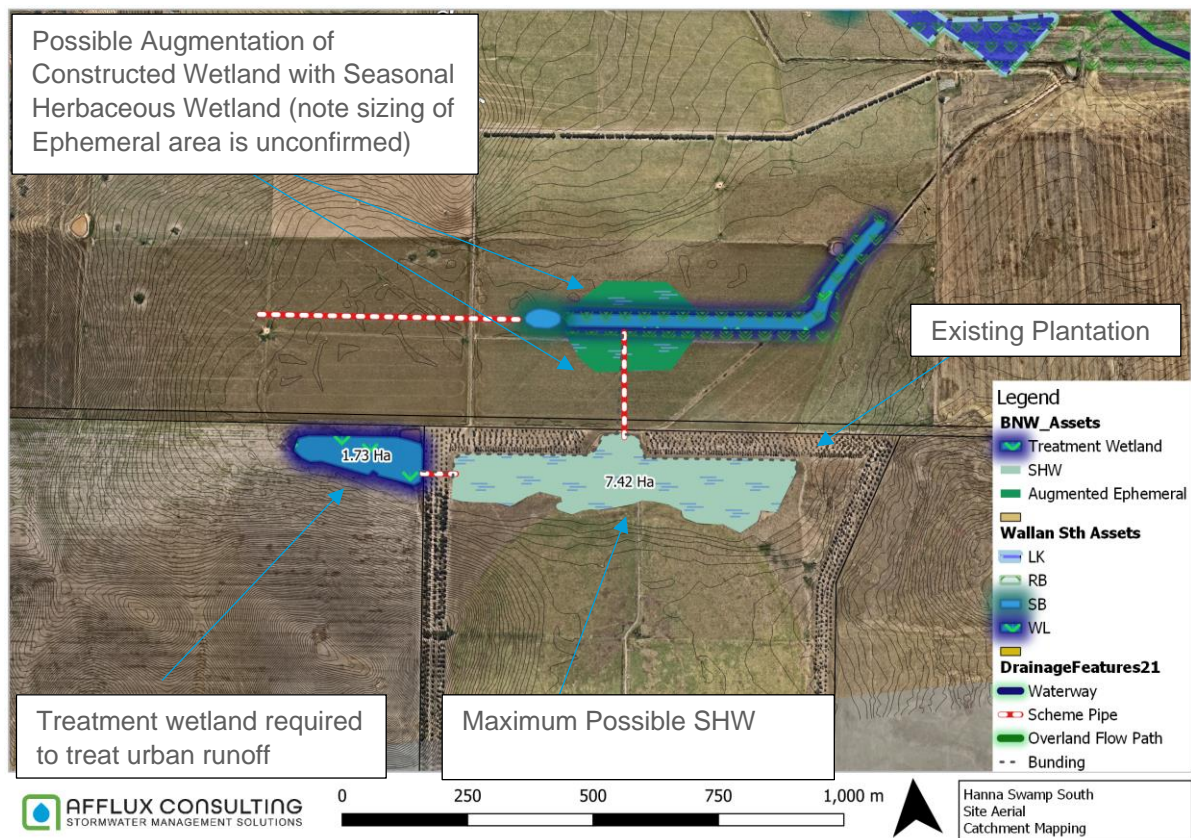 Possible Augmentation of
Constructed Wetland with Seasonal
Herbaceous Wetland (note sizing of
Ephemeral area is unconfirmed)
Existing Plantation
1.73 Ha
7.42 Ha
Treatment wetland required
to treat urban runoff
Maximum Possible SHW
Legend
BNW_Assets
Treatment Wetland
SHW
Augmented Ephemeral
Wallan Sth Assets
LK
RB
SB
WL
DrainageFeatures21
Waterway
Scheme Pipe
Overland Flow Path
Bunding
AFFLUX CONSULTING
STORMWATER MANAGEMENT SOLUTIONS
0 250 500 750 1,000 m
Hanna Swamp South
Site Aerial
Catchment Mapping